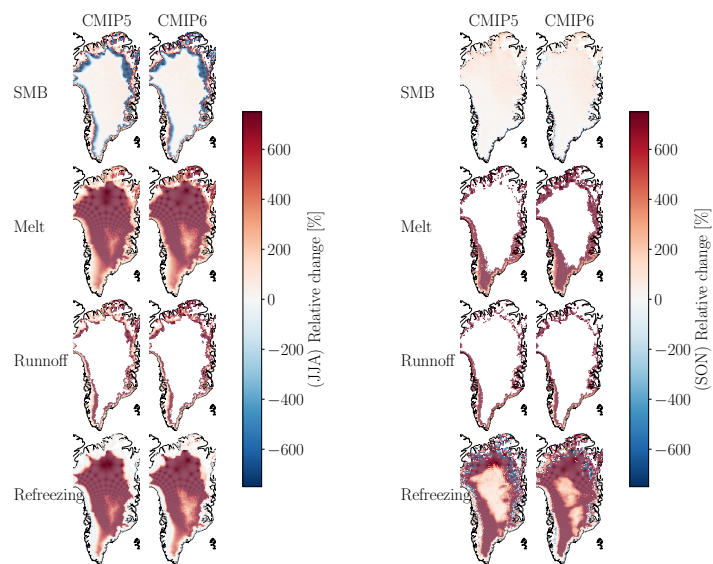 CMIP5 CMIP6
SMB
Melt
Runnoff
Refreezing
600
400
200
0
−200
−400
−600
(JJA) Relative change [%]
CMIP5 CMIP6
SMB
Melt
Runnoff
Refreezing
600
400
200
0
−200
−400
−600
(SON) Relative change [%]